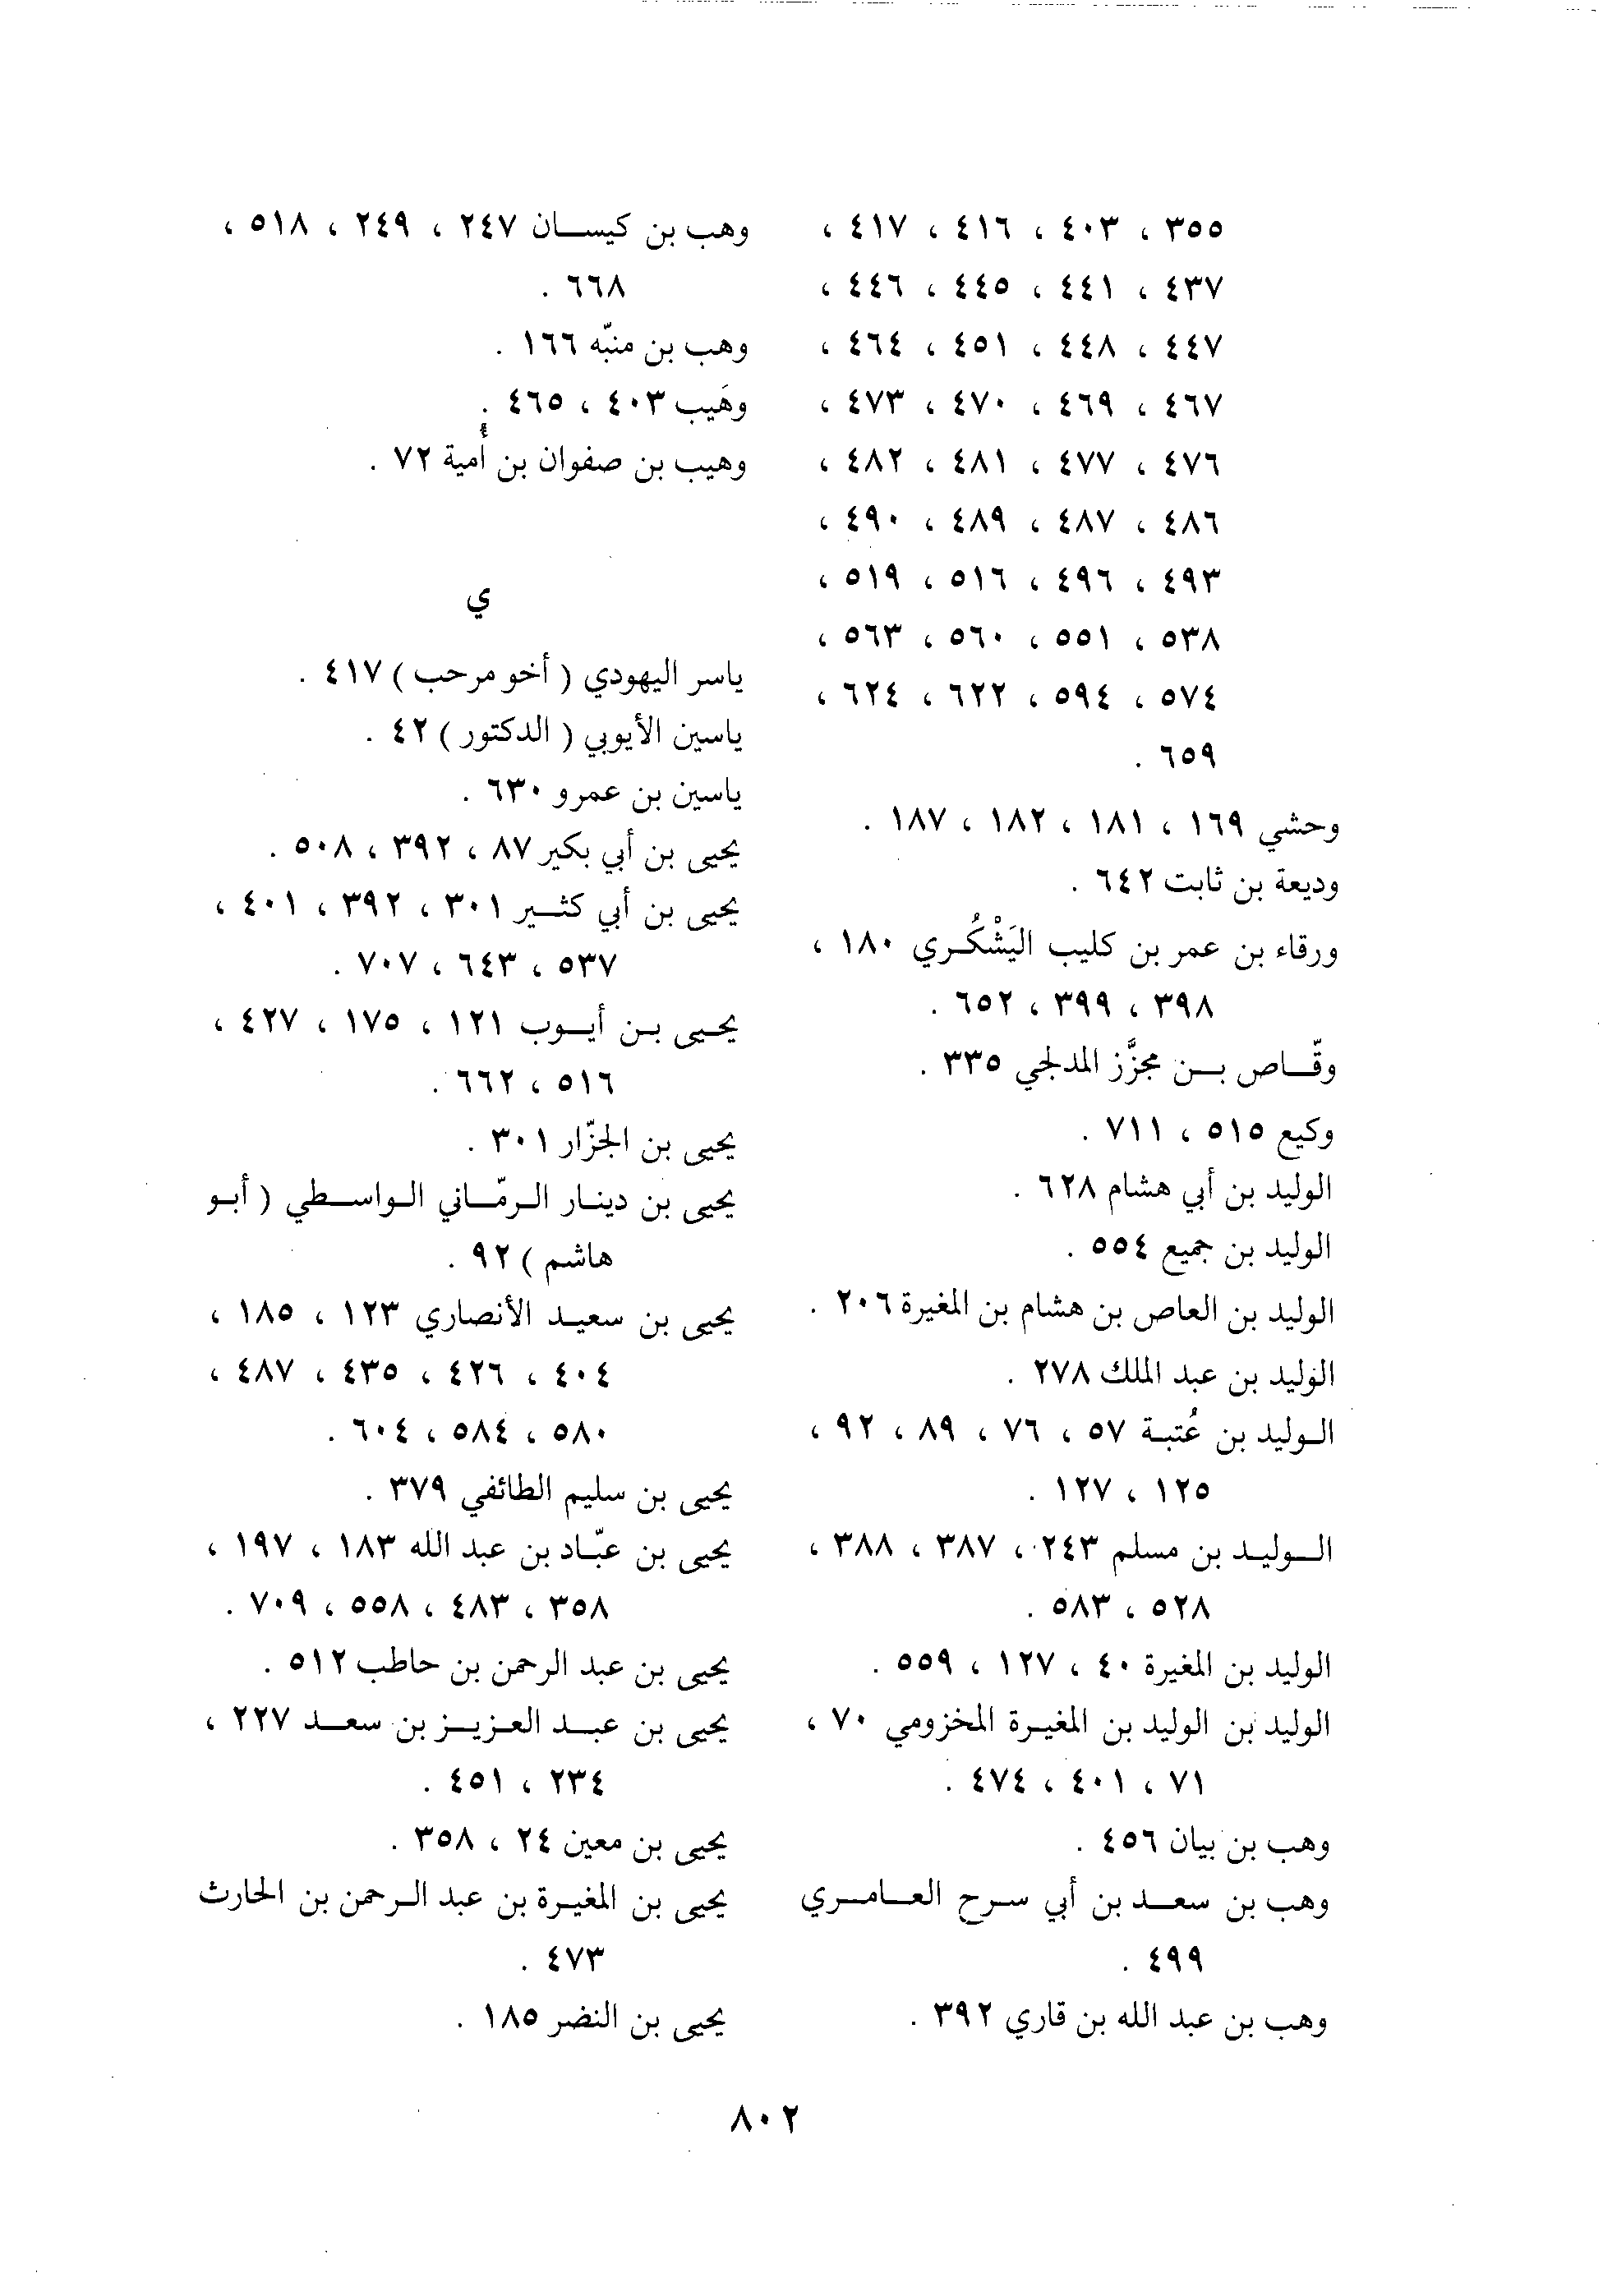 ٣٥٥ ، ٤٠٣ ، ٤١٦ ، ٤١٧ ،
٤٣٧ ، ٤٤١ ، ٤٤٥ ، ٤٤٦ ،
٤٤٧ ، ٤٤٨ ، ٤٥١ ، ٤٦٤ ،
٤٦٧ ، ٤٦٩ ، ٤٧٠ ، ٤٧٣ ،
٤٧٦ ، ٤٧٧ ، ٤٨١ ، ٤٨٢ ،
٤٨٦ ، ٤٨٧ ، ٤٨٩ ، ٤٩٠ ،
٤٩٣ ، ٤٩٦ ، ٥١٦ ، ٥١٩ ،
٥٣٨ ، ٥٥١ ، ٥٦٠ ، ٥٦٣ ،
٥٧٤ ، ٥٩٤ ، ٦٢٢ ، ٦٢٤ ،
٦٥٩ .
وحشي ١٦٩ ، ١٨١ ، ١٨٢ ، ١٨٧ .
وديعة بن ثابت ٦٤٢ .
ورقاء بن عمر بن كليب اليَشْكُري ١٨٠ ،
٣٩٨ ، ٣٩٩ ، ٦٥٢ .
وقّاص بن مجزَّز المدلجي ٣٣٥ .
وكيع ٥١٥ ، ٧١١ .
الوليد بن أبي هشام ٦٢٨ .
الوليد بن جميع ٥٥٤ .
الوليد بن العاص بن هشام بن المغيرة ٢٠٦ .
الوليد بن عبد الملك ٢٧٨ .
الوليد بن عُتبة ٥٧ ، ٧٦ ، ٨٩ ، ٩٢ ،
١٢٥ ، ١٢٧ .
الوليد بن مسلم ٢٤٣ ، ٣٨٧ ، ٣٨٨ ،
٥٢٨ ، ٥٨٣ .
الوليد بن المغيرة ٤٠ ، ١٢٧ ، ٥٥٩ .
الوليد بن الوليد بن المغيرة المخزومي ٧٠ ،
٧١ ، ٤٠١ ، ٤٧٤ .
وهب بن بيان ٤٥٦ .
وهب بن سعد بن أبي سرح العامري
٤٩٩ .
وهب بن عبد الله بن قاري ٣٩٢ .
وهب بن كيسان ٢٤٧ ، ٢٤٩ ، ٥١٨ ،
٦٦٨ .
وهب بن منبّه ١٦٦ .
وهَيب ٤٠٣ ، ٤٦٥ .
وهيب بن صفوان بن أُمية ٧٢ .
ي
ياسر اليهودي ( أخو مرحب ) ٤١٧ .
ياسين الأيوبي ( الدكتور ) ٤٢ .
ياسين بن عمرو ٦٣٠ .
يحيى بن أبي بكير ٨٧ ، ٣٩٢ ، ٥٠٨ .
يحيى بن أبي كثير ٣٠١ ، ٣٩٢ ، ٤٠١ ،
٥٣٧ ، ٦٤٣ ، ٧٠٧ .
يحيى بن أيوب ١٢١ ، ١٧٥ ، ٤٢٧ ،
٥١٦ ، ٦٦٢ .
يحيى بن الجزّار ٣٠١ .
يحيى بن دينار الرمّاني الواسطي ( أبو
هاشم ) ٩٢ .
يحيى بن سعيد الأنصاري ١٢٣ ، ١٨٥ ،
٤٠٤ ، ٤٢٦ ، ٤٣٥ ، ٤٨٧ ،
٥٨٠ ، ٥٨٤ ، ٦٠٤ .
يحيى بن سليم الطائفي ٣٧٩ .
يحيى بن عبّاد بن عبد الله ١٨٣ ، ١٩٧ ،
٣٥٨ ، ٤٨٣ ، ٥٥٨ ، ٧٠٩ .
يحيى بن عبد الرحمن بن حاطب ٥١٢ .
يحيى بن عبد العزيز بن سعد ٢٢٧ ،
٢٣٤ ، ٤٥١ .
يحيى بن معين ٢٤ ، ٣٥٨ .
يحيى بن المغيرة بن عبد الرحمن بن الحارث
٤٧٣ .
يحيى بن النضر ١٨٥ .
٨٠٢